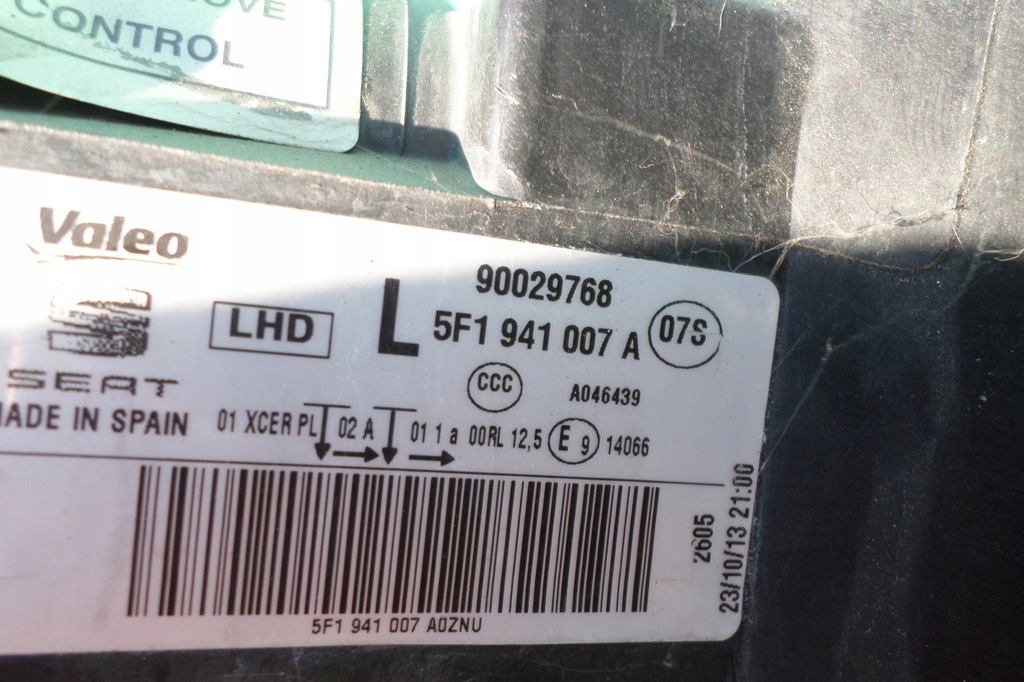 CONTROL
Valeo
90029768
LHD L 5F1 941 007 A 07S
SEAT CCC A046439
MADE IN SPAIN 01 XCER PL 02 A 01 1 a 00RL 12,5 E 9 14066
2605
23/10/13 21:00
5F1 941 007 A0ZNU